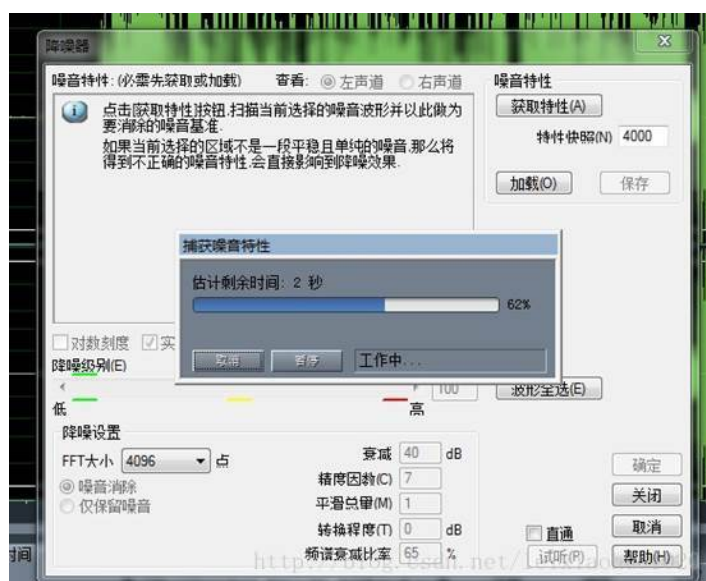 降噪器
噪音特性: (必需先获取或加载) 查看: 左声道 右声道
点击[获取特性]按钮.扫描当前选择的噪音波形并以此做为
要消除的噪音基准.
如果当前选择的区域不是一段平稳且单纯的噪音.那么将
得到不正确的噪音特性.会直接影响到降噪效果.
噪音特性
获取特性(A)
特性快照(N) 4000
加载(O) 保存
捕获噪音特性
估计剩余时间: 2 秒
62%
取消 暂停 工作中...
对数刻度 实
降噪级别(E)
100 波形全选(E)
低 高
降噪设置
FFT大小 4096 点
噪音消除
仅保留噪音
衰减 40 dB
精度因数(C) 7
平滑总量(M) 1
转换程度(T) 0 dB
频谱衰减比率 65 %
确定
关闭
直通 取消
试听(P) 帮助(H)
时间